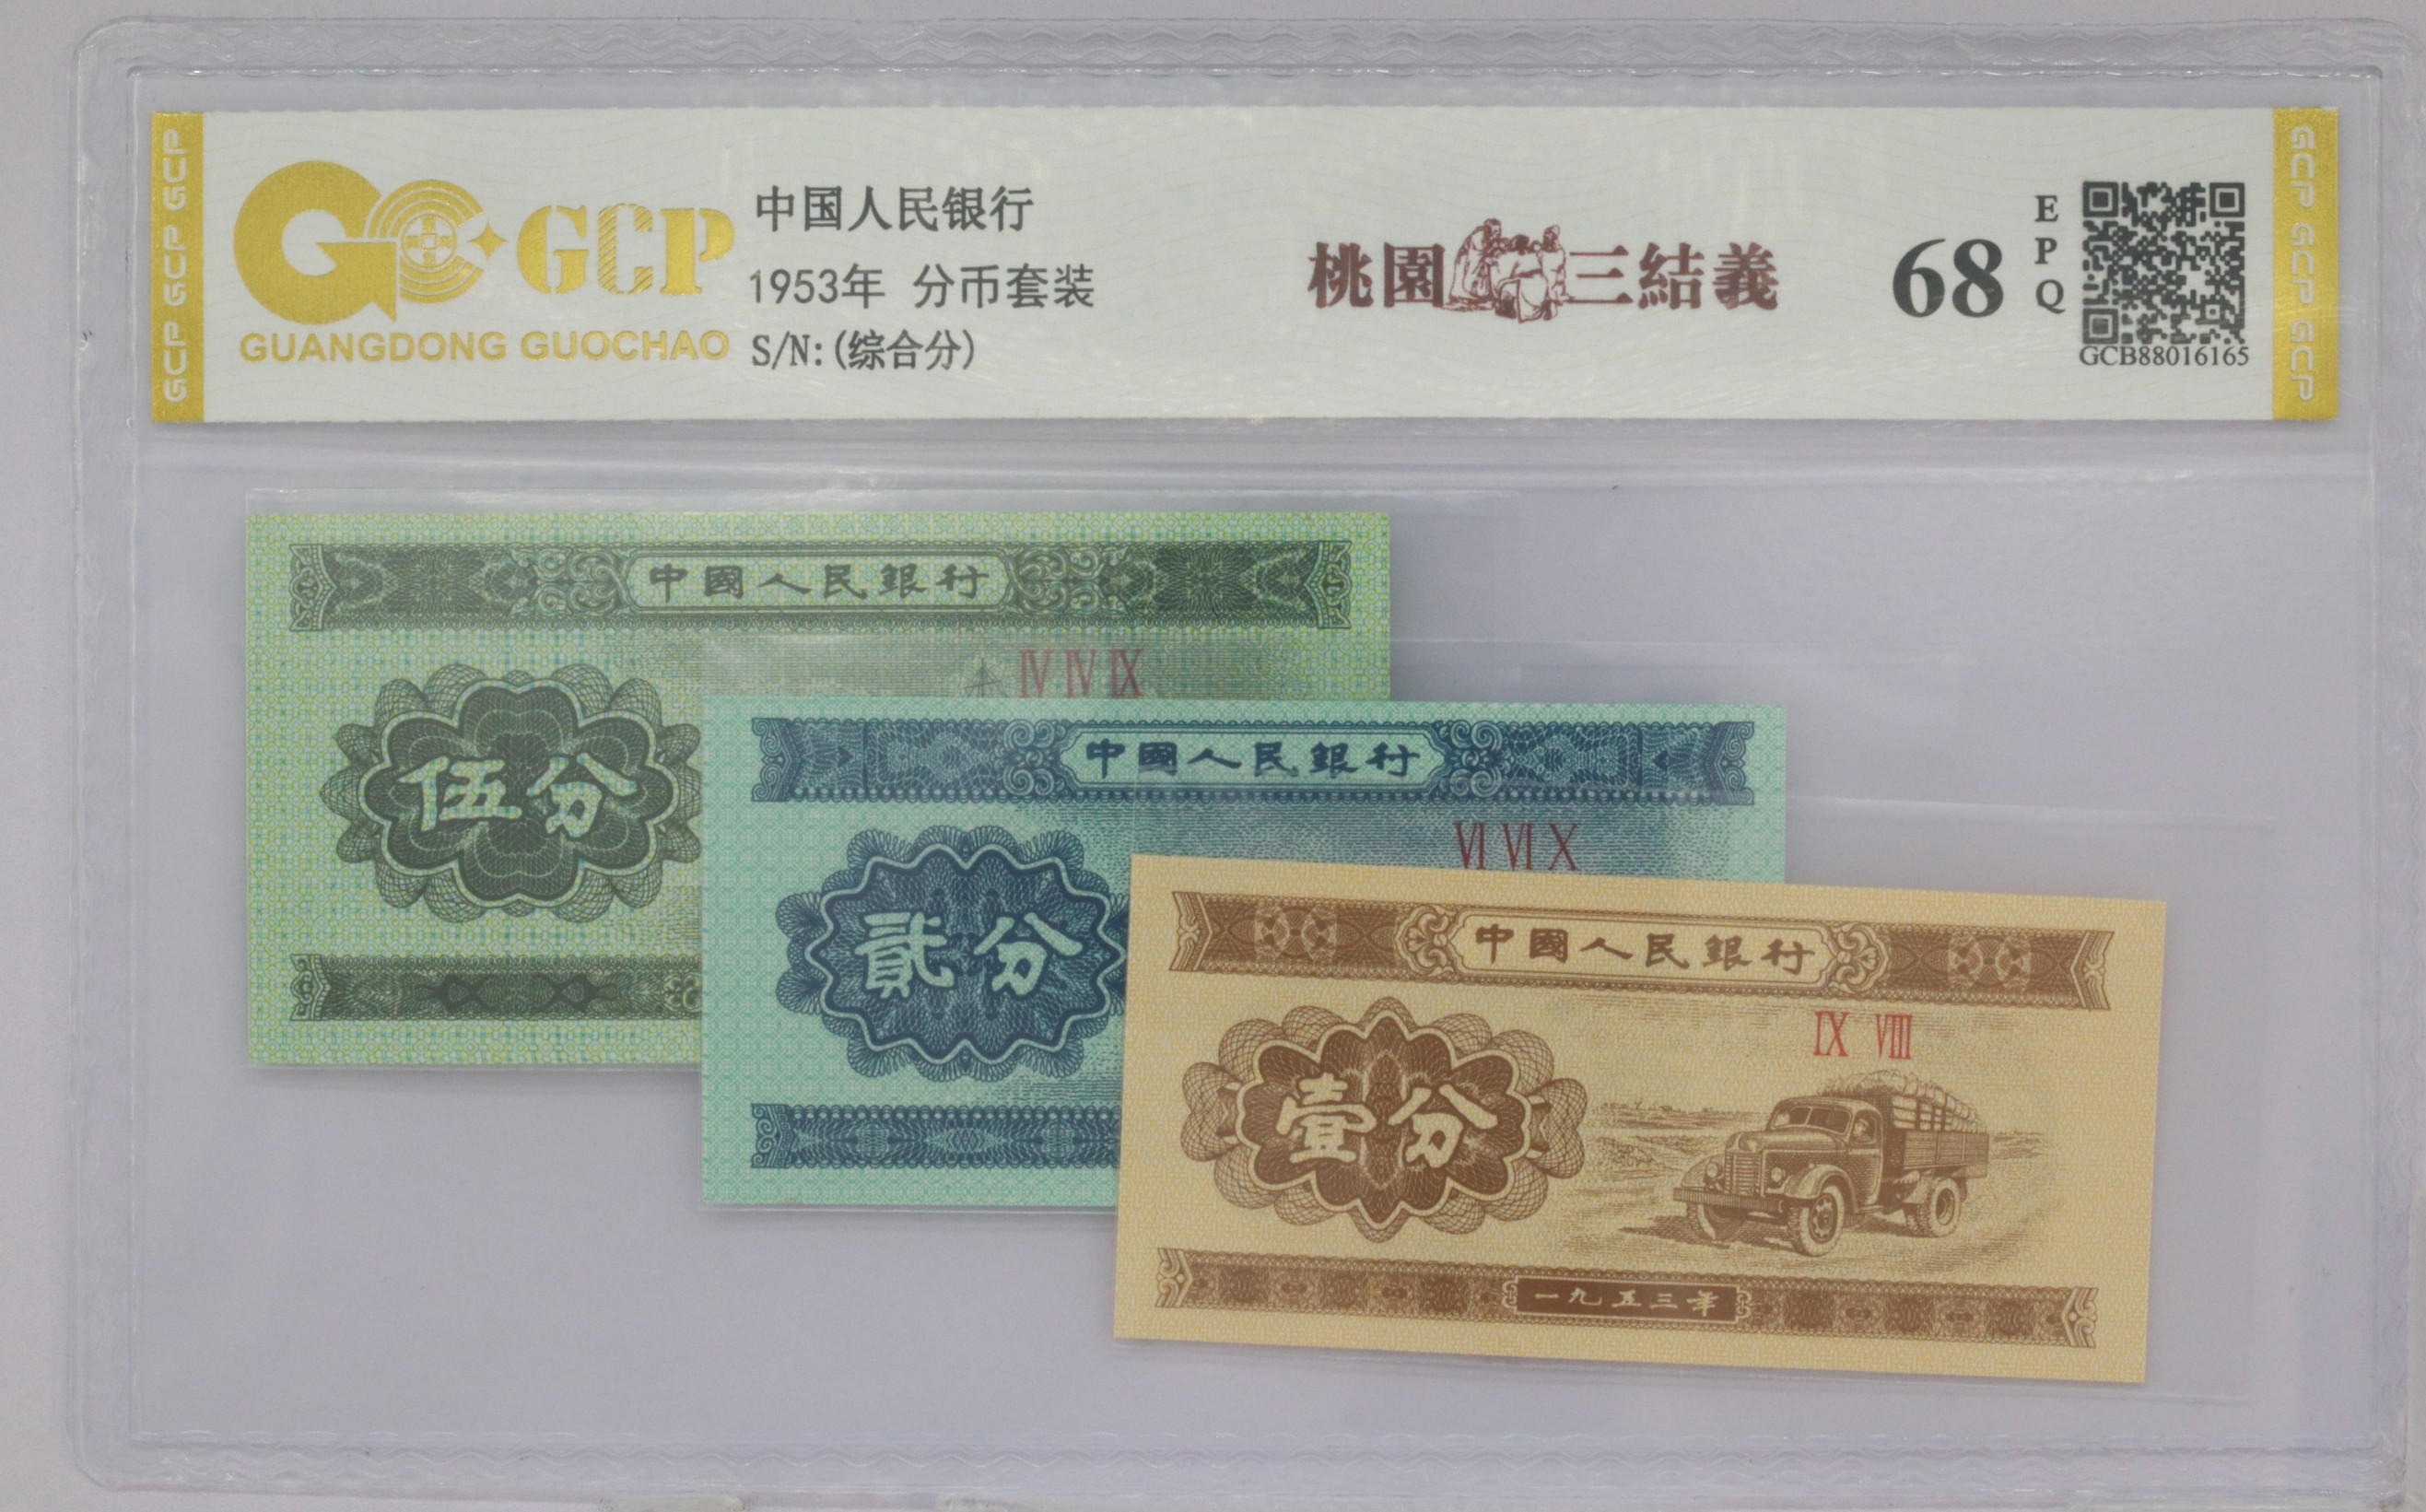 GCP GCP GCP
GCP
GUANGDONG GUOCHAO
中国人民银行
1953年 分币套装
S/N:(综合分)
桃園三結義
68
EPQ
GCB88016165
GCP GCP GCP
中國人民銀行
IV IV IX
伍分
中國人民銀行
VI VI X
貳分
中國人民銀行
IX VIII
壹分
一九五三年